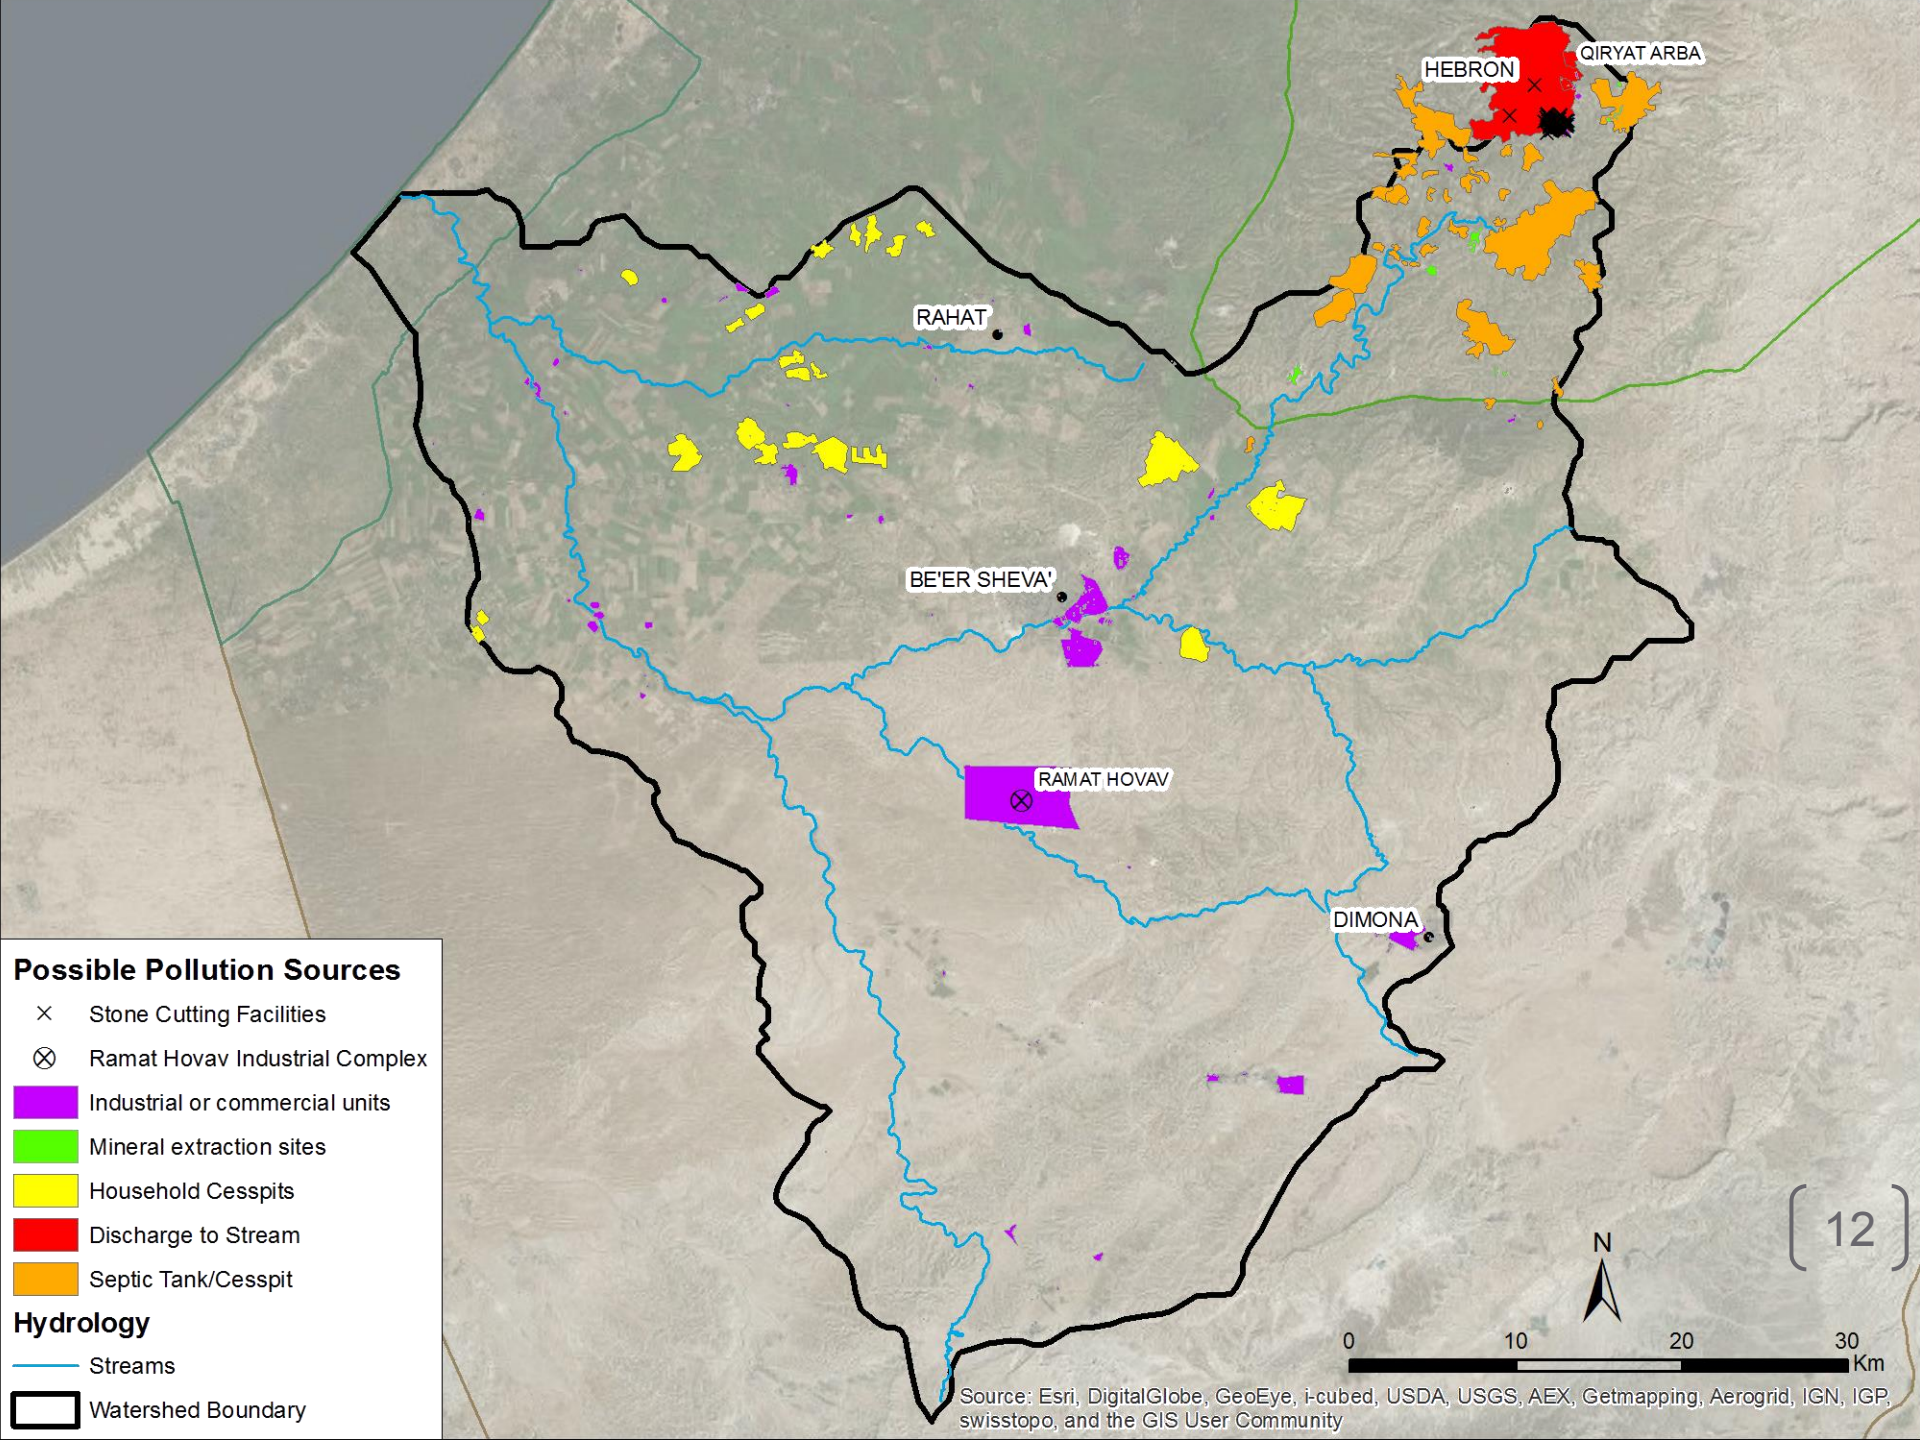 QIRYAT ARBA
HEBRON
RAHAT
BE'ER SHEVA'
RAMAT HOVAV
DIMONA
Possible Pollution Sources
Stone Cutting Facilities
Ramat Hovav Industrial Complex
Industrial or commercial units
Mineral extraction sites
Household Cesspits
Discharge to Stream
Septic Tank/Cesspit
Hydrology
Streams
Watershed Boundary
12
N
0 10 20 30
Km
Source: Esri, DigitalGlobe, GeoEye, i-cubed, USDA, USGS, AEX, Getmapping, Aerogrid, IGN, IGP,
swisstopo, and the GIS User Community